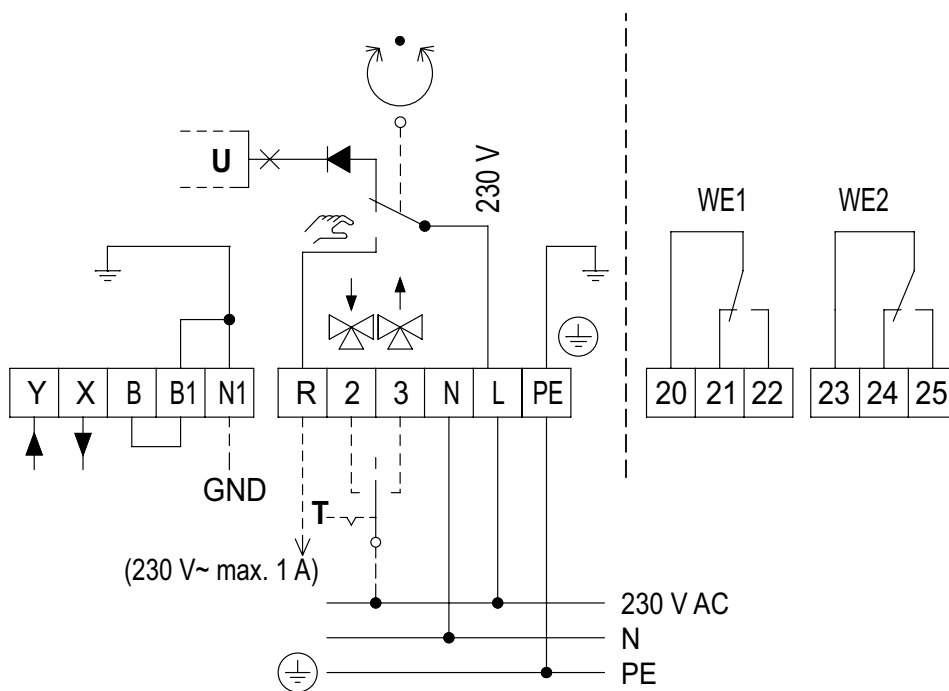 U
230 V
WE1 WE2
Y X B B1 N1 R 2 3 N L PE 20 21 22 23 24 25
GND
T
(230 V~ max. 1 A)
230 V AC
N
PE